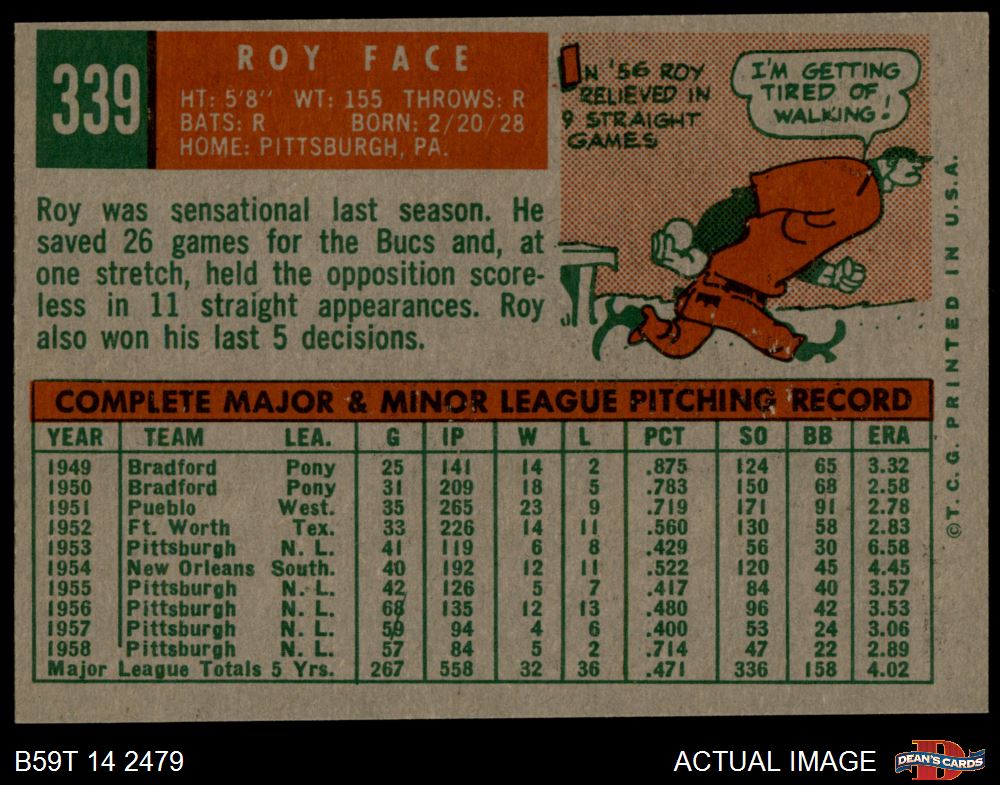 339
ROY FACE
HT: 5'8" WT: 155 THROWS: R
BATS: R BORN: 2/20/28
HOME: PITTSBURGH, PA.
IN '56 ROY
RELIEVED IN
9 STRAIGHT
GAMES
I'M GETTING
TIRED OF
WALKING!
Roy was sensational last season. He
saved 26 games for the Bucs and, at
one stretch, held the opposition score-
less in 11 straight appearances. Roy
also won his last 5 decisions.
COMPLETE MAJOR & MINOR LEAGUE PITCHING RECORD
YEAR TEAM LEA. G IP W L PCT SO BB ERA
1949 Bradford Pony 25 141 14 2 .875 124 65 3.32
1950 Bradford Pony 31 209 18 5 .783 150 68 2.58
1951 Pueblo West. 35 265 23 9 .719 171 91 2.78
1952 Ft. Worth Tex. 33 226 14 11 .560 130 58 2.83
1953 Pittsburgh N. L. 41 119 6 8 .429 56 30 6.58
1954 New Orleans South. 40 192 12 11 .522 120 45 4.45
1955 Pittsburgh N. L. 42 126 5 7 .417 84 40 3.57
1956 Pittsburgh N. L. 68 135 12 13 .480 96 42 3.53
1957 Pittsburgh N. L. 59 94 4 6 .400 53 24 3.06
1958 Pittsburgh N. L. 57 84 5 2 .714 47 22 2.89
Major League Totals 5 Yrs. 267 558 32 36 .471 336 158 4.02
©T. C. G. PRINTED IN U.S.A.
B59T 14 2479
ACTUAL IMAGE
D
DEAN'S CARDS